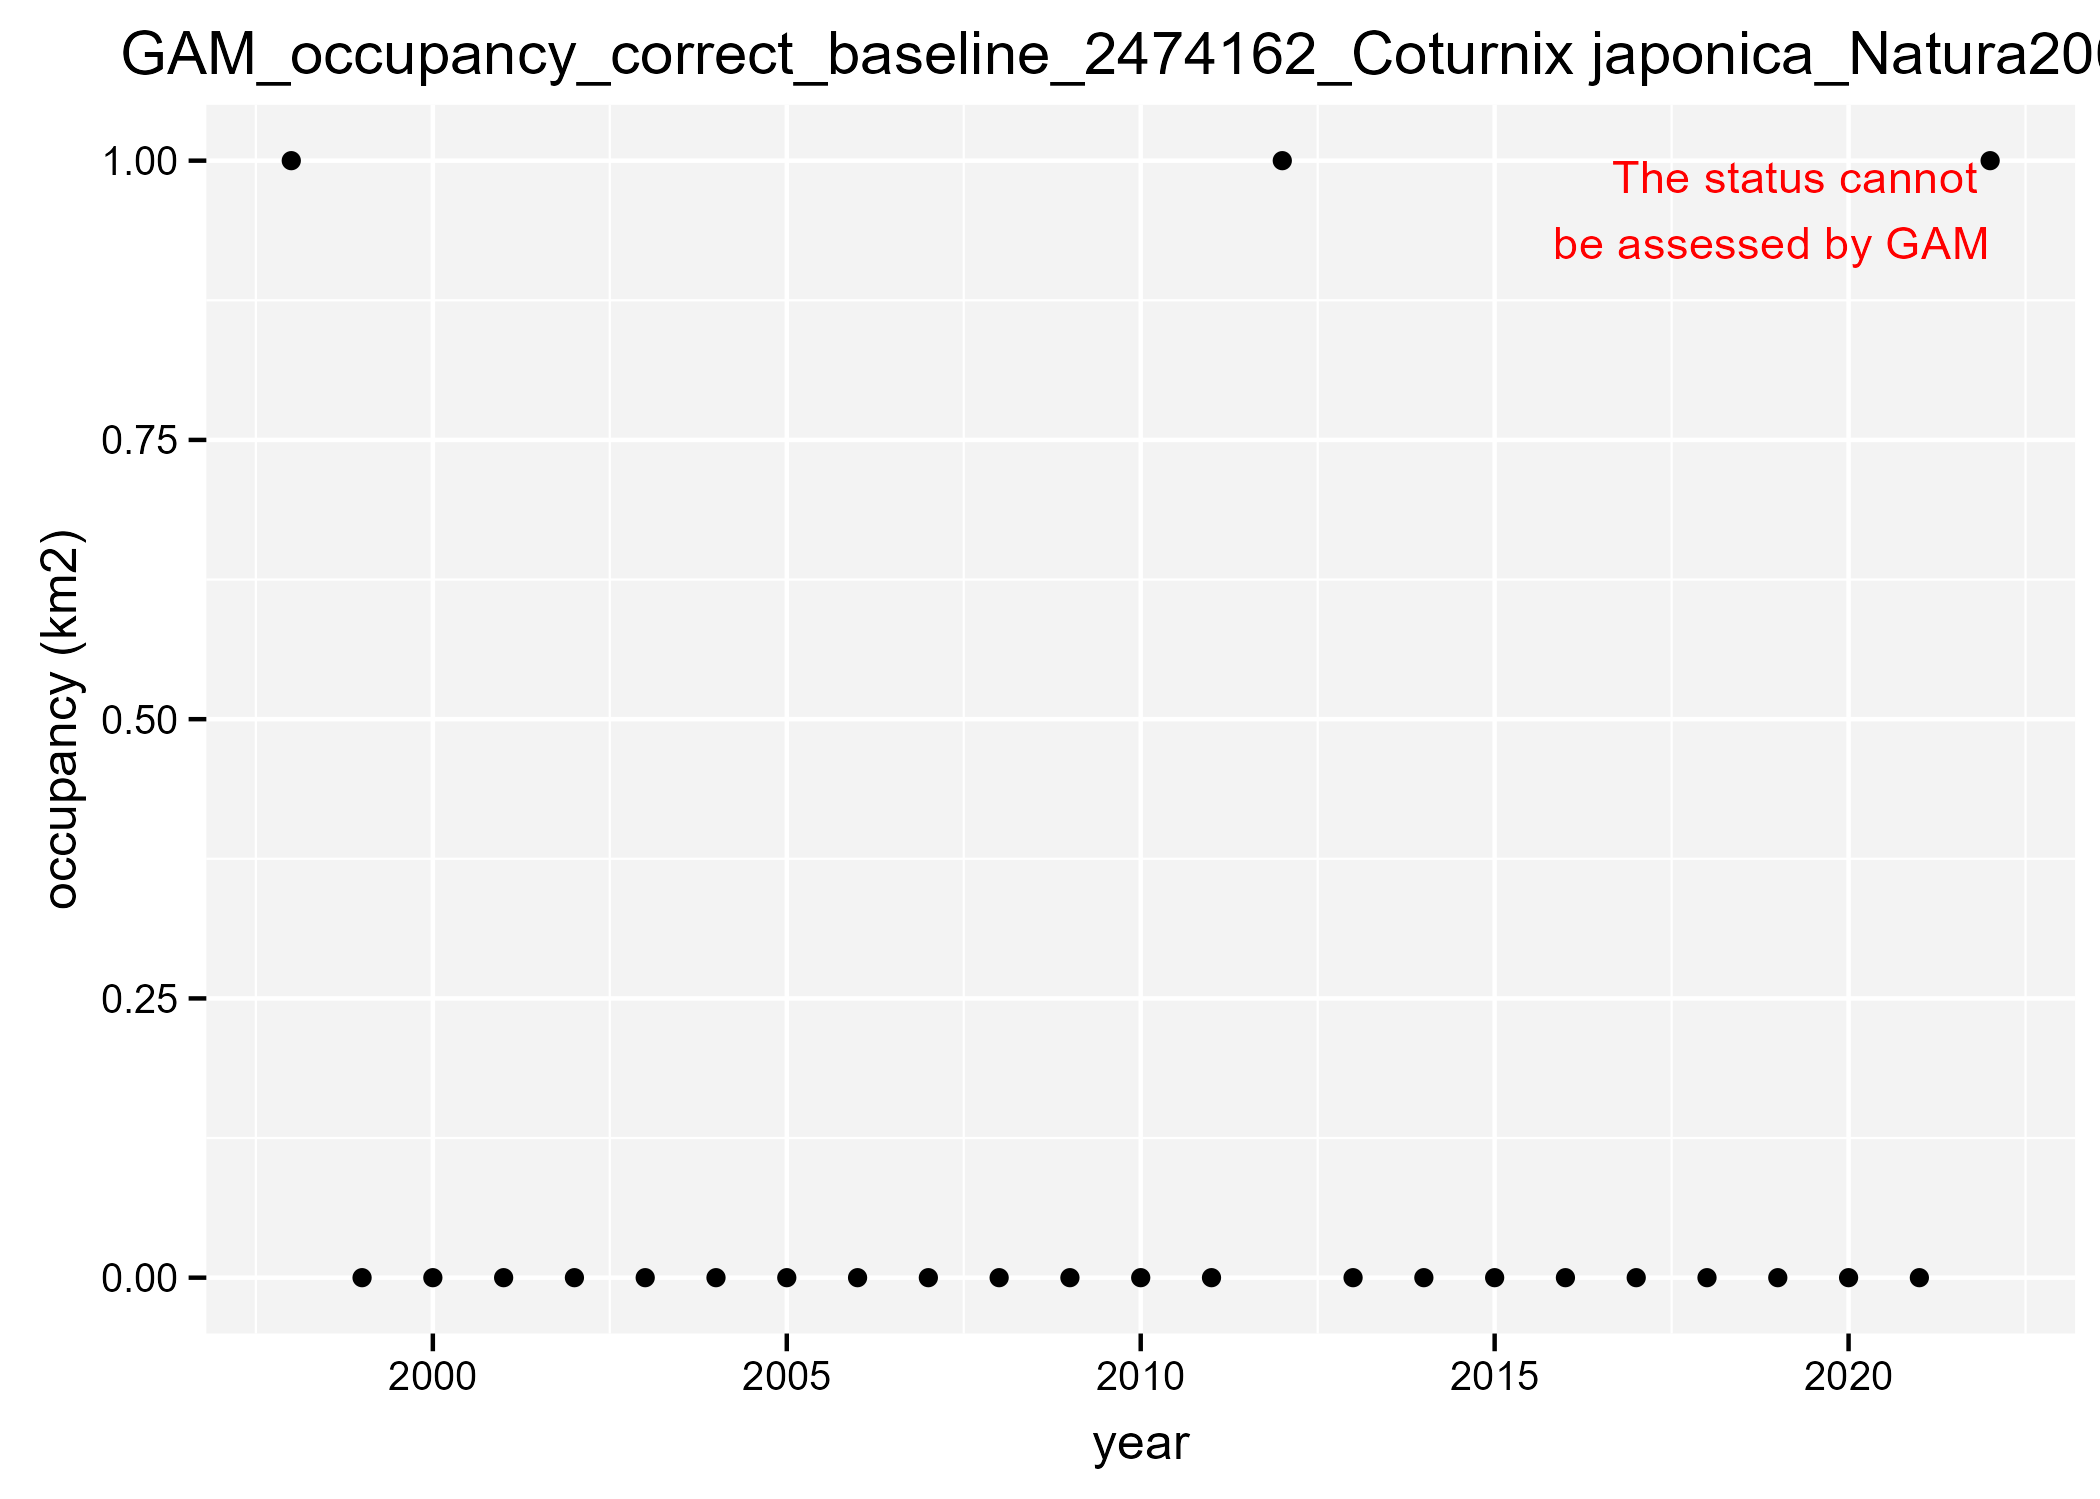 GAM_occupancy_correct_baseline_2474162_Coturnix japonica_Natura20
1.00
The status cannot
be assessed by GAM
0.75
0.50
0.25
0.00
occupancy (km2)
2000 2005 2010 2015 2020
year